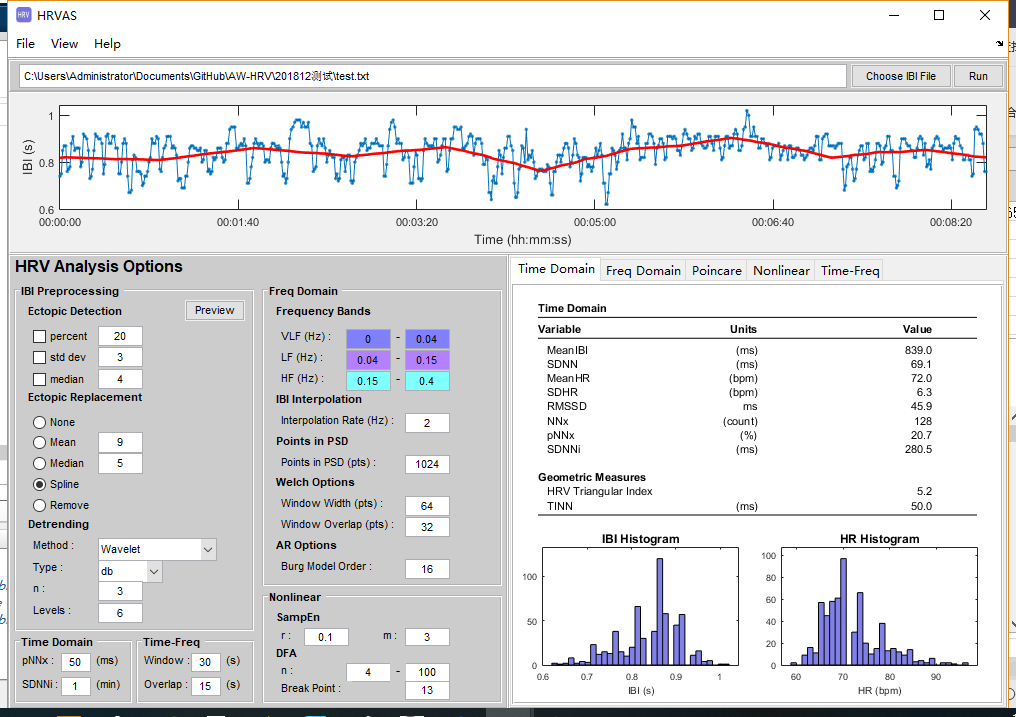 HRV HRVAS
File View Help
C:\Users\Administrator\Documents\GitHub\AW-HRV\201812测试\test.txt Choose IBI File Run
1
0.8
0.6
IBI (s)
00:00:00 00:01:40 00:03:20 00:05:00 00:06:40 00:08:20
Time (hh:mm:ss)
HRV Analysis Options
IBI Preprocessing
Ectopic Detection Preview
percent 20
std dev 3
median 4
Ectopic Replacement
None
Mean 9
Median 5
Spline
Remove
Detrending
Method : Wavelet
Type : db
n : 3
Levels : 6
Time Domain
pNNx : 50 (ms)
SDNNi : 1 (min)
Time-Freq
Window : 30 (s)
Overlap : 15 (s)
Freq Domain
Frequency Bands
VLF (Hz) : 0 - 0.04
LF (Hz) : 0.04 - 0.15
HF (Hz) : 0.15 - 0.4
IBI Interpolation
Interpolation Rate (Hz) : 2
Points in PSD
Points in PSD (pts) : 1024
Welch Options
Window Width (pts) : 64
Window Overlap (pts) : 32
AR Options
Burg Model Order : 16
Nonlinear
SampEn
r : 0.1 m : 3
DFA
n : 4 - 100
Break Point : 13
Time Domain Freq Domain Poincare Nonlinear Time-Freq
Time Domain
Variable Units Value
MeanIBI (ms) 839.0
SDNN (ms) 69.1
MeanHR (bpm) 72.0
SDHR (bpm) 6.3
RMSSD ms 45.9
NNx (count) 128
pNNx (%) 20.7
SDNNi (ms) 280.5
Geometric Measures
HRV Triangular Index 5.2
TINN (ms) 50.0
IBI Histogram
100
50
0
0.6 0.7 0.8 0.9 1
IBI (s)
HR Histogram
100
80
60
40
20
0
60 70 80 90
HR (bpm)